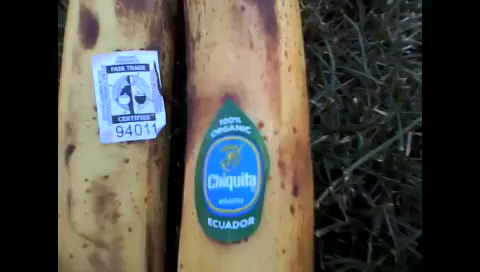 FAIR TRADE
CERTIFIED
94011
100%
ORGANIC
Chiquita
ECUADOR